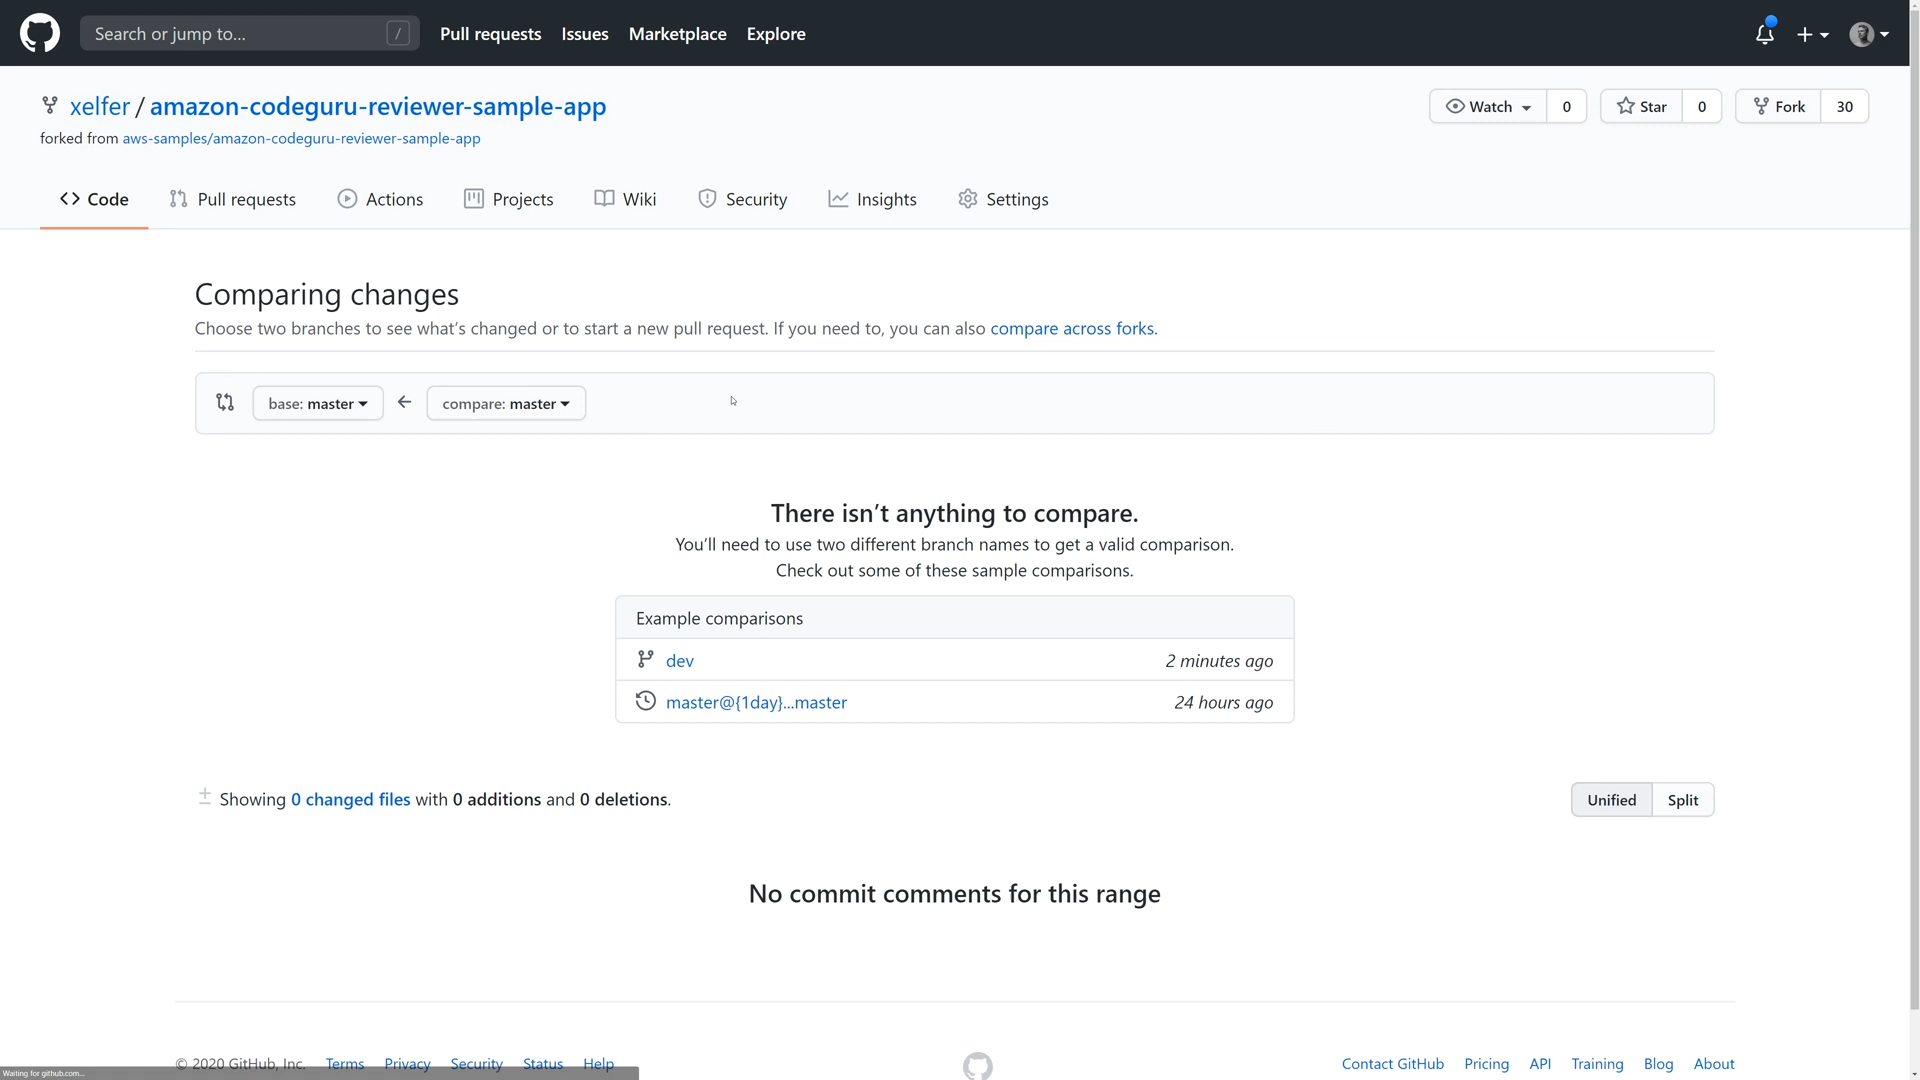 Search or jump to... /
Pull requests Issues Marketplace Explore
xelfer / amazon-codeguru-reviewer-sample-app
Watch 0 Star 0 Fork 30
forked from aws-samples/amazon-codeguru-reviewer-sample-app
Code Pull requests Actions Projects Wiki Security Insights Settings
Comparing changes
Choose two branches to see what's changed or to start a new pull request. If you need to, you can also compare across forks.
base: master compare: master
There isn't anything to compare.
You'll need to use two different branch names to get a valid comparison.
Check out some of these sample comparisons.
Example comparisons
dev 2 minutes ago
master@{1day}...master 24 hours ago
Showing 0 changed files with 0 additions and 0 deletions.
Unified Split
No commit comments for this range
© 2020 GitHub, Inc. Terms Privacy Security Status Help
Contact GitHub Pricing API Training Blog About
Waiting for github.com...